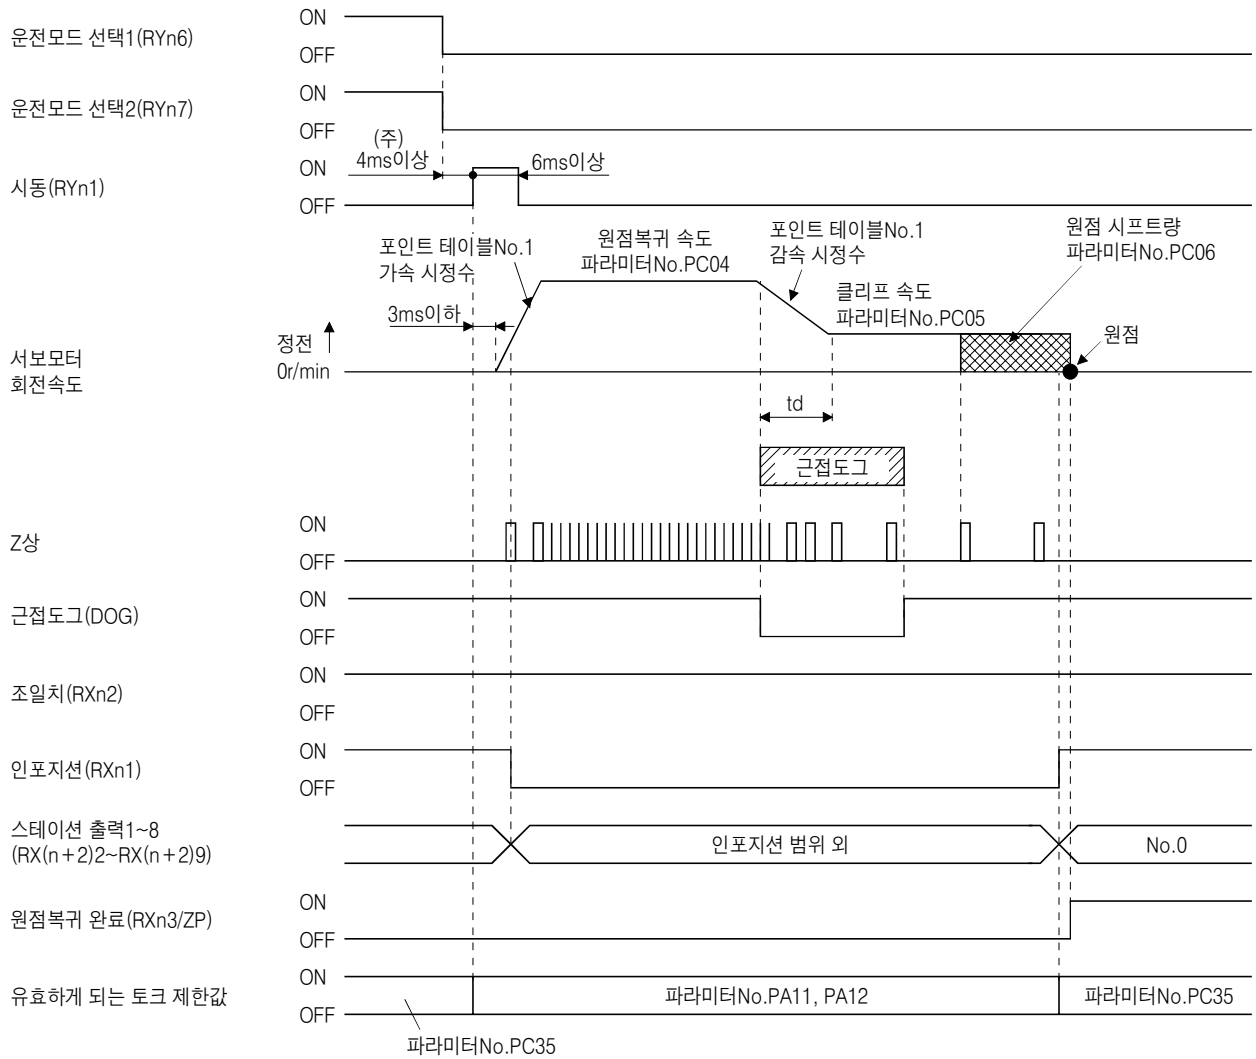 ON
운전모드 선택1(RYn6)
OFF
ON
운전모드 선택2(RYn7)
OFF
(주)
4ms이상
6ms이상
ON
시동(RYn1)
OFF
포인트 테이블No.1
가속 시정수
원점복귀 속도
파라미터No.PC04
포인트 테이블No.1
감속 시정수
원점 시프트량
파라미터No.PC06
클리프 속도
파라미터No.PC05
3ms이하
원점
정전
0r/min
서보모터
회전속도
td
근접도그
ON
Z상
OFF
ON
근접도그(DOG)
OFF
ON
조일치(RXn2)
OFF
ON
인포지션(RXn1)
OFF
스테이션 출력1~8
(RX(n+2)2~RX(n+2)9)
인포지션 범위 외
No.0
ON
원점복귀 완료(RXn3/ZP)
OFF
ON
유효하게 되는 토크 제한값
파라미터No.PA11, PA12
파라미터No.PC35
OFF
파라미터No.PC35